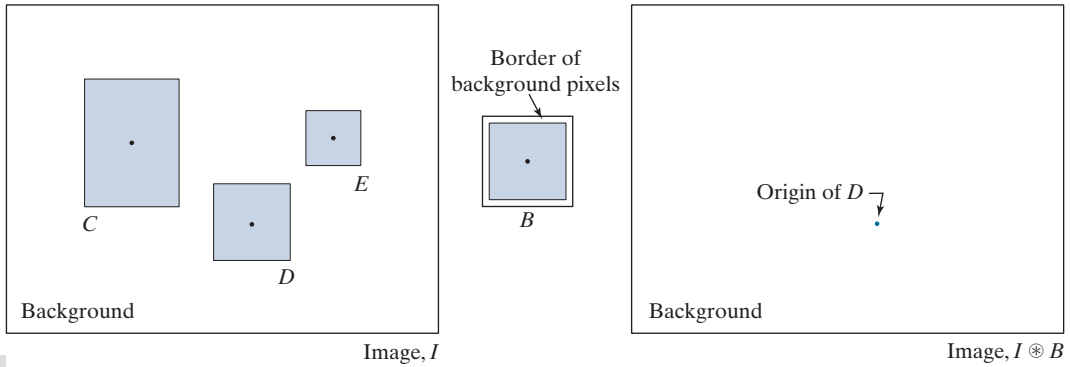 C
D
E
Background
Image, I
Border of
background pixels
B
Origin of D
Background
Image, I ⊛ B